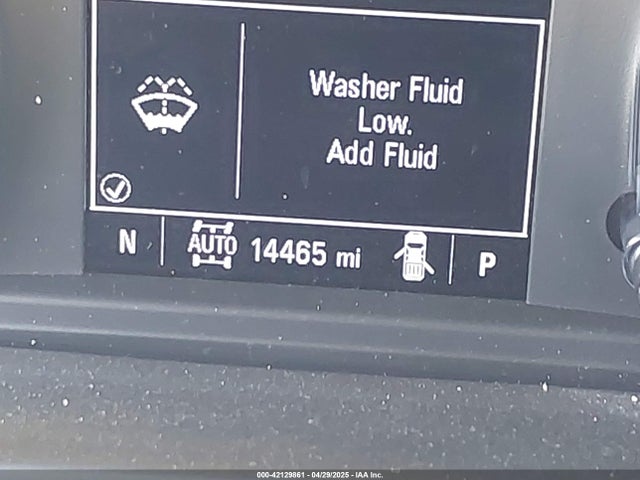 Washer Fluid
Low.
Add Fluid
N AUTO 14465 mi P
000-42129861 - 04/29/2025 - IAA Inc.